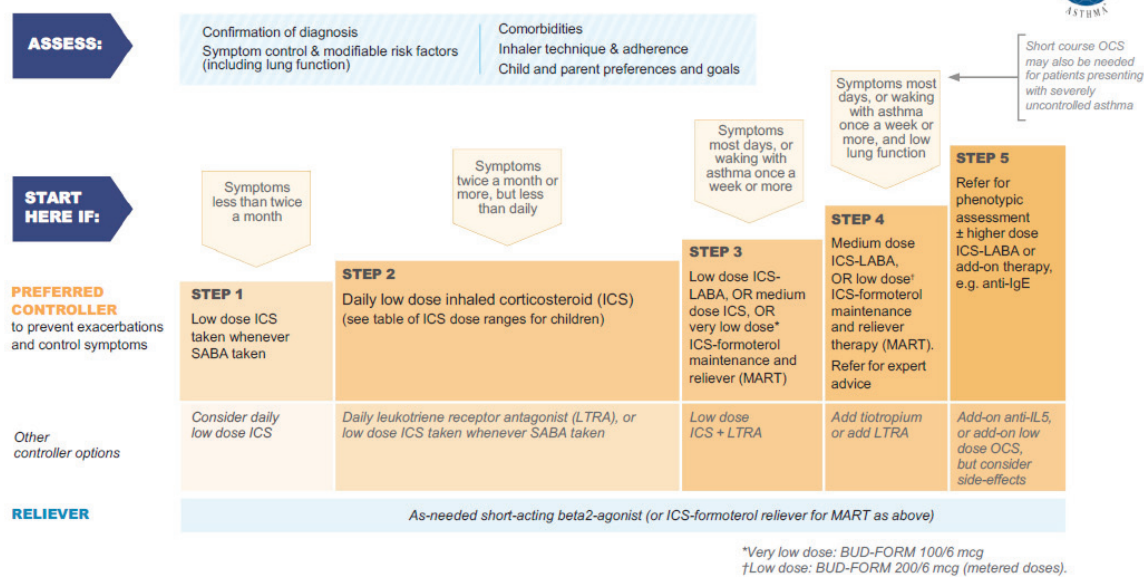 ASTHMA
ASSESS:
Confirmation of diagnosis
Symptom control & modifiable risk factors
(including lung function)
Comorbidities
Inhaler technique & adherence
Child and parent preferences and goals
Short course OCS
may also be needed
for patients presenting
with severely
uncontrolled asthma
START
HERE IF:
Symptoms
less than twice
a month
Symptoms
twice a month or
more, but less
than daily
Symptoms
most days, or
waking with
asthma once a
week or more
Symptoms most
days, or waking
with asthma
once a week or
more, and low
lung function
PREFERRED
CONTROLLER
to prevent exacerbations
and control symptoms
STEP 1
Low dose ICS
taken whenever
SABA taken
STEP 2
Daily low dose inhaled corticosteroid (ICS)
(see table of ICS dose ranges for children)
STEP 3
Low dose ICS-
LABA, OR medium
dose ICS, OR
very low dose*
ICS-formoterol
maintenance and
reliever (MART)
STEP 4
Medium dose
ICS-LABA,
OR low dose†
ICS-formoterol
maintenance
and reliever
therapy (MART).
Refer for expert
advice
STEP 5
Refer for
phenotypic
assessment
± higher dose
ICS-LABA or
add-on therapy,
e.g. anti-IgE
Other
controller options
Consider daily
low dose ICS
Daily leukotriene receptor antagonist (LTRA), or
low dose ICS taken whenever SABA taken
Low dose
ICS + LTRA
Add tiotropium
or add LTRA
Add-on anti-IL5,
or add-on low
dose OCS,
but consider
side-effects
RELIEVER
As-needed short-acting beta2-agonist (or ICS-formoterol reliever for MART as above)
*Very low dose: BUD-FORM 100/6 mcg
†Low dose: BUD-FORM 200/6 mcg (metered doses).